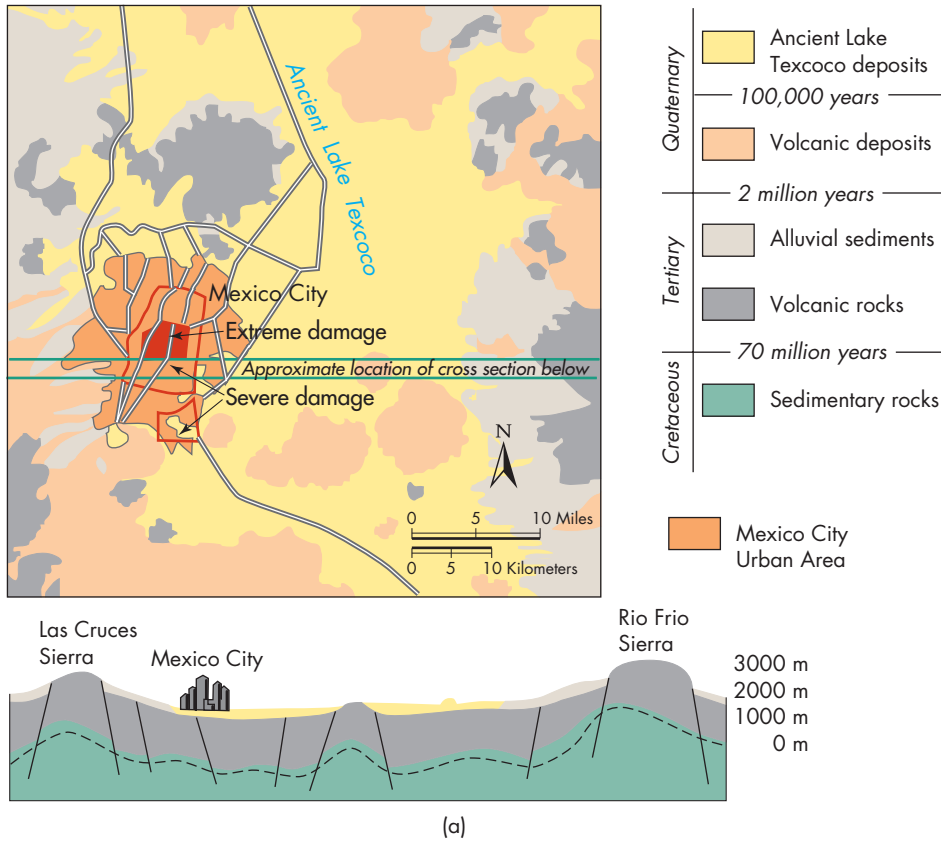 Ancient Lake Texcoco
Mexico City
Extreme damage
Approximate location of cross section below
Severe damage
N
0 5 10 Miles
0 5 10 Kilometers
Quaternary
Ancient Lake
Texcoco deposits
100,000 years
Volcanic deposits
2 million years
Tertiary
Alluvial sediments
Volcanic rocks
70 million years
Cretaceous
Sedimentary rocks
Mexico City
Urban Area
Las Cruces
Sierra
Mexico City
Rio Frio
Sierra
3000 m
2000 m
1000 m
0 m
(a)